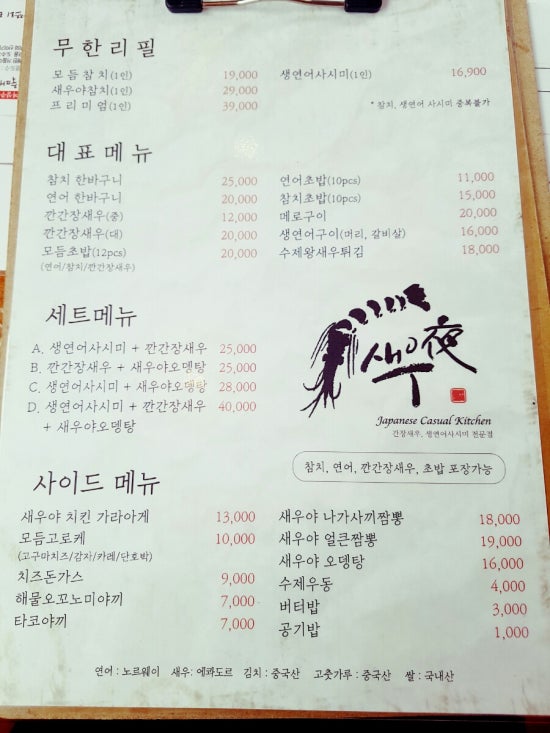 무한리필
모듬참치(1인) 19,000
새우야참치(1인) 29,000
프리미엄(1인) 39,000
생연어사시미(1인) 16,900
* 참치, 생연어 사시미 중복불가
대표메뉴
참치 한바구니 25,000
연어 한바구니 20,000
깐간장새우(중) 12,000
깐간장새우(대) 20,000
모듬초밥(12pcs) 20,000
(연어/참치/깐간장새우)
연어초밥(10pcs) 11,000
참치초밥(10pcs) 15,000
메로구이 20,000
생연어구이(머리, 갈비살) 16,000
수제왕새우튀김 18,000
세트메뉴
A. 생연어사시미 + 깐간장새우 25,000
B. 깐간장새우 + 새우야오뎅탕 25,000
C. 생연어사시미 + 새우야오뎅탕 28,000
D. 생연어사시미 + 깐간장새우 40,000
+ 새우야오뎅탕
새우夜
Japanese Casual Kitchen
간장새우, 생연어사시미 전문점
참치, 연어, 깐간장새우, 초밥 포장가능
사이드 메뉴
새우야 치킨 가라아게 13,000
모듬고로케 10,000
(고구마치즈/감자/카레/단호박)
치즈돈가스 9,000
해물오꼬노미야끼 7,000
타코야끼 7,000
새우야 나가사끼짬뽕 18,000
새우야 얼큰짬뽕 19,000
새우야 오뎅탕 16,000
수제우동 4,000
버터밥 3,000
공기밥 1,000
연어 : 노르웨이 새우: 에콰도르 김치 : 중국산 고춧가루 : 중국산 쌀 : 국내산